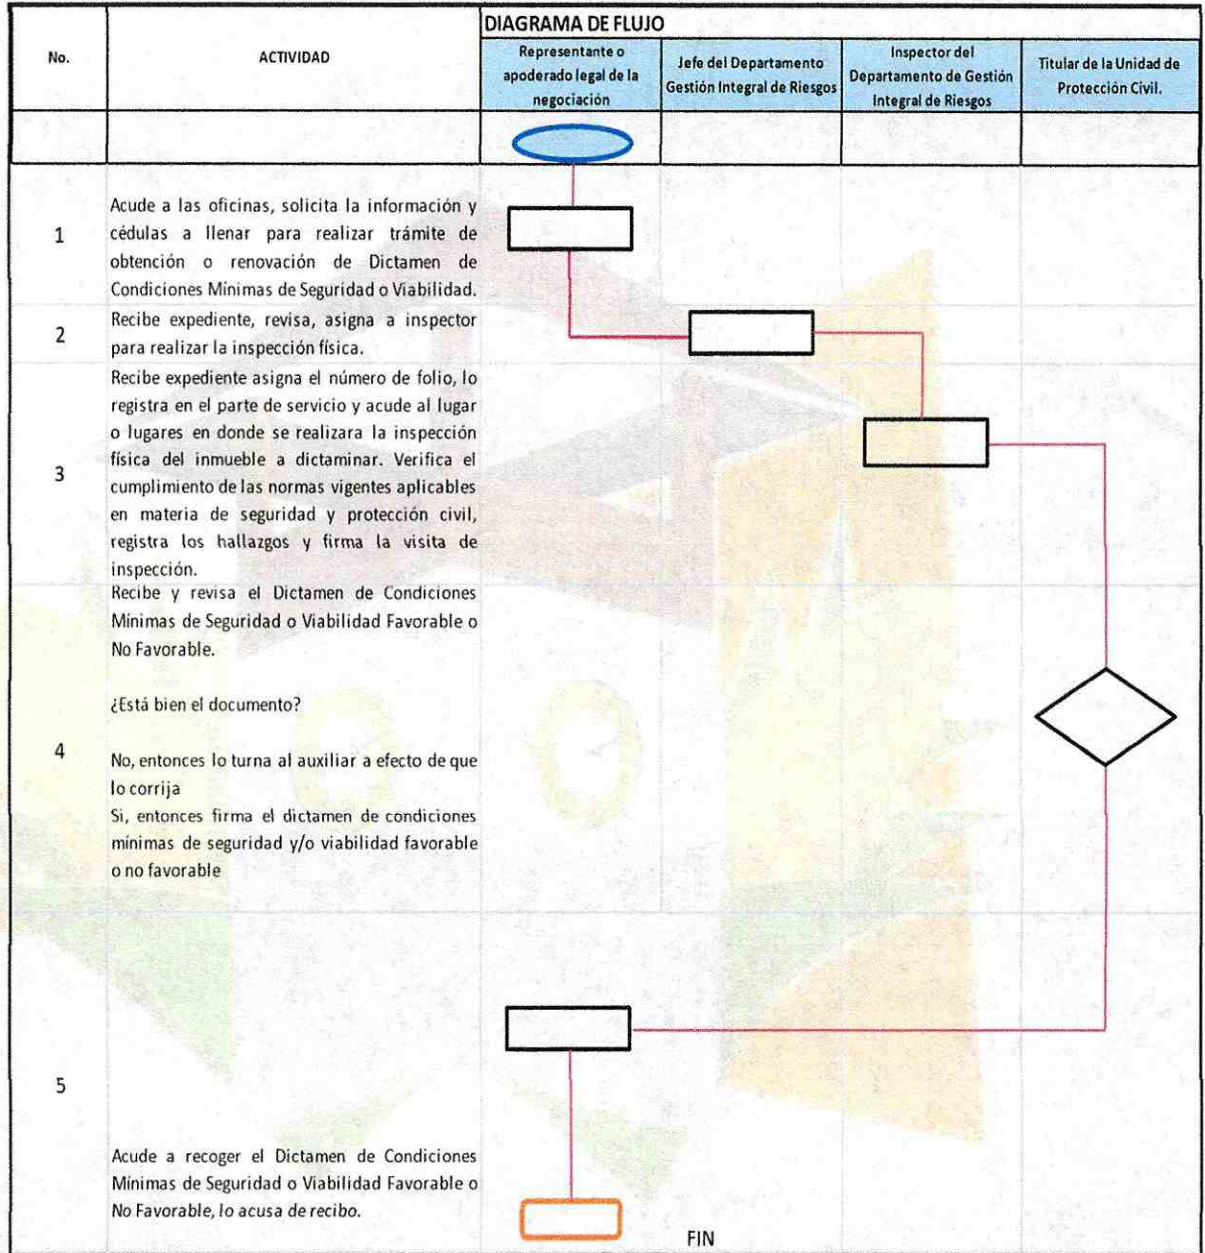 DIAGRAMA DE FLUJO
No.
ACTIVIDAD
Representante o
apoderado legal de la
negociación
Jefe del Departamento
Gestión Integral de Riesgos
Inspector del
Departamento de Gestión
Integral de Riesgos
Titular de la Unidad de
Protección Civil.
1
Acude a las oficinas, solicita la información y
cédulas a llenar para realizar trámite de
obtención o renovación de Dictamen de
Condiciones Mínimas de Seguridad o Viabilidad.
2
Recibe expediente, revisa, asigna a inspector
para realizar la inspección física.
3
Recibe expediente asigna el número de folio, lo
registra en el parte de servicio y acude al lugar
o lugares en donde se realizara la inspección
física del inmueble a dictaminar. Verifica el
cumplimiento de las normas vigentes aplicables
en materia de seguridad y protección civil,
registra los hallazgos y firma la visita de
inspección.
4
Recibe y revisa el Dictamen de Condiciones
Mínimas de Seguridad o Viabilidad Favorable o
No Favorable.
¿Está bien el documento?
No, entonces lo turna al auxiliar a efecto de que
lo corrija
Si, entonces firma el dictamen de condiciones
mínimas de seguridad y/o viabilidad favorable
o no favorable
5
Acude a recoger el Dictamen de Condiciones
Mínimas de Seguridad o Viabilidad Favorable o
No Favorable, lo acusa de recibo.
FIN